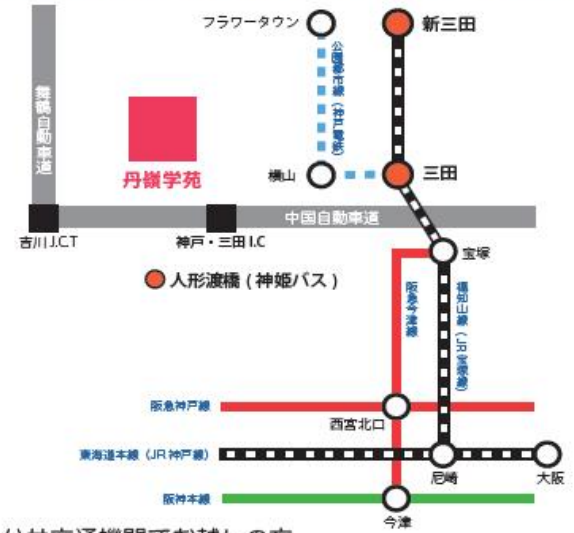 フラワータウン
新三田
公園都市線（神戸電鉄）
舞鶴自動車道
丹嶺学苑
横山
三田
中国自動車道
吉川J.C.T
神戸・三田I.C
宝塚
人形渡橋（神姫バス）
阪急今津線
福知山線（JR宝塚線）
阪急神戸線
西宮北口
東海道本線（JR神戸線）
尼崎
大阪
阪神本線
今津